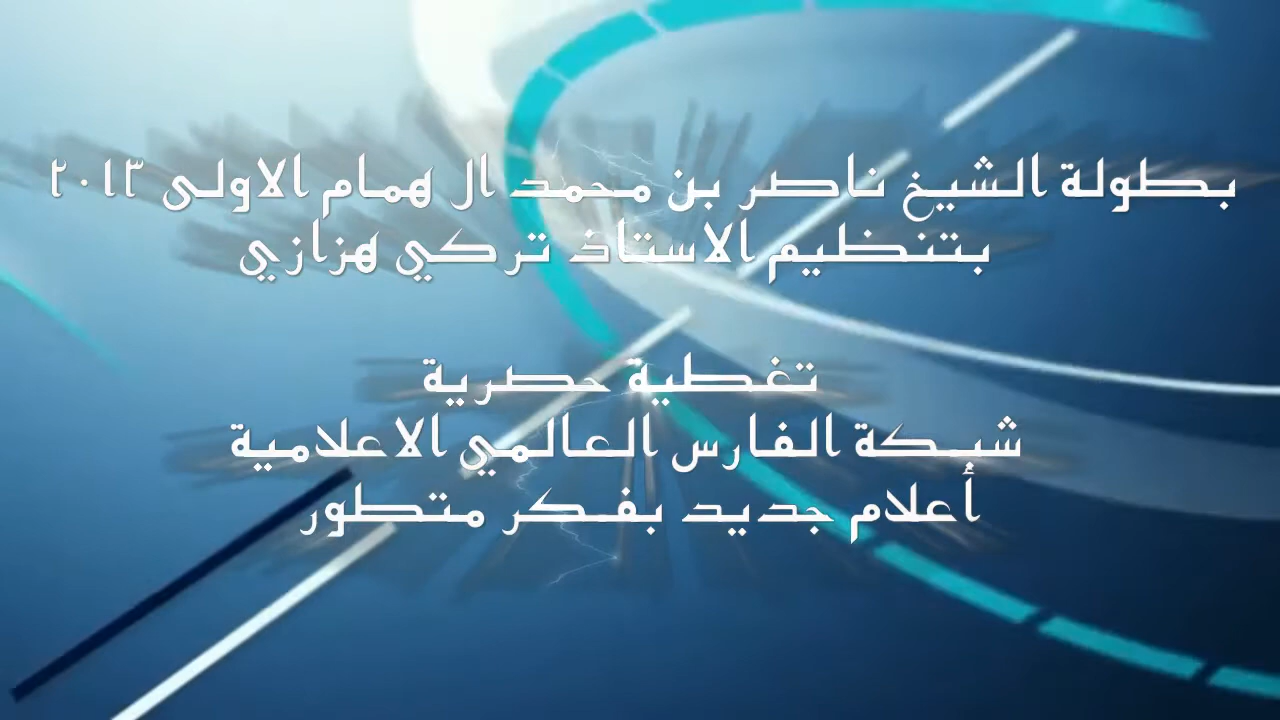 بطولة الشيخ ناصر بن محمد ال همام الاولى ٢٠١٣
بتنظيم الاستاذ تركي هزازي
تغطية حصرية
شبكة الفارس العالمي الاعلامية
أعلام جديد بفكر متطور